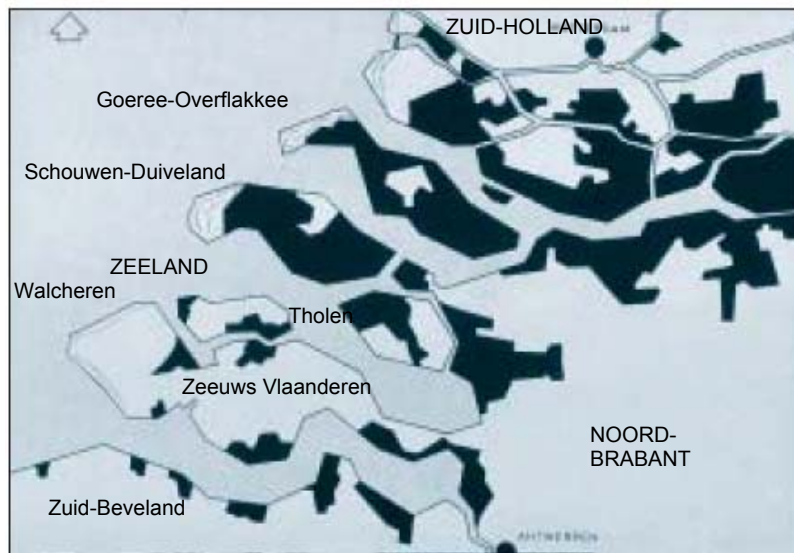 ZUID-HOLLAND
Goeree-Overflakkee
Schouwen-Duiveland
ZEELAND
Walcheren
Tholen
Zeeuws Vlaanderen
NOORD-
BRABANT
Zuid-Beveland
ANTWERPEN